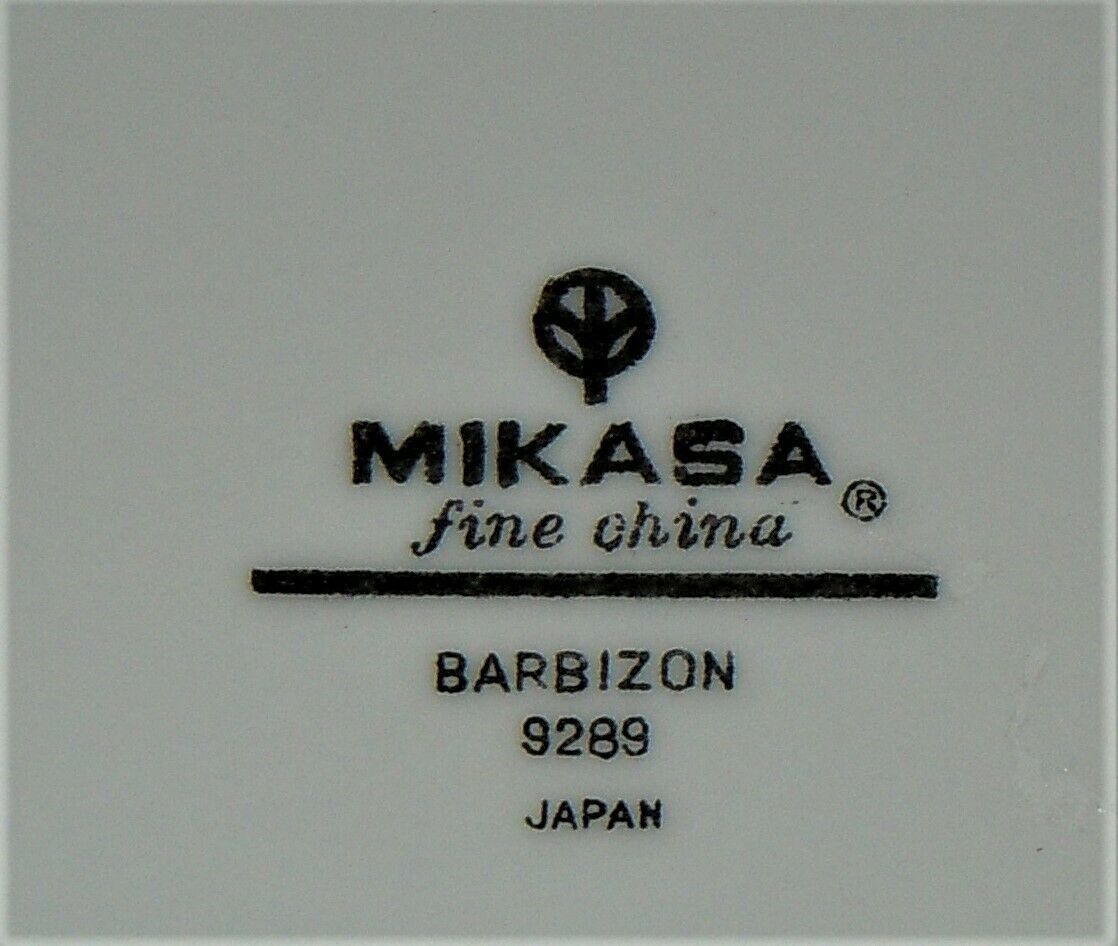 MIKASA ®
fine china
BARBIZON
9289
JAPAN